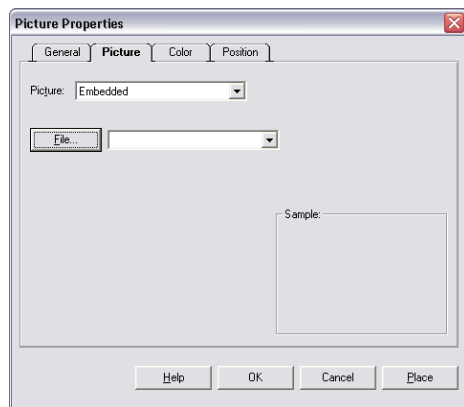 Picture Properties
General Picture Color Position
Picture: Embedded
File...
Sample:
Help OK Cancel Place